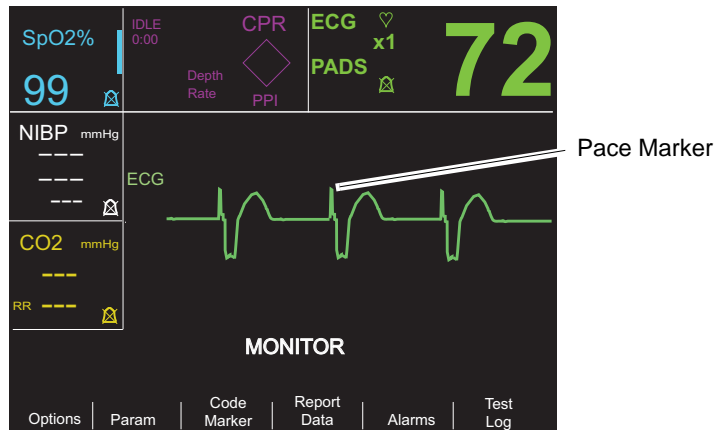 SpO2%
99
IDLE
0:00
CPR
Depth
Rate
PPI
ECG
x1
PADS
72
NIBP mmHg
---
---
---
ECG
Pace Marker
CO2 mmHg
---
RR ---
MONITOR
Options
Param
Code
Marker
Report
Data
Alarms
Test
Log